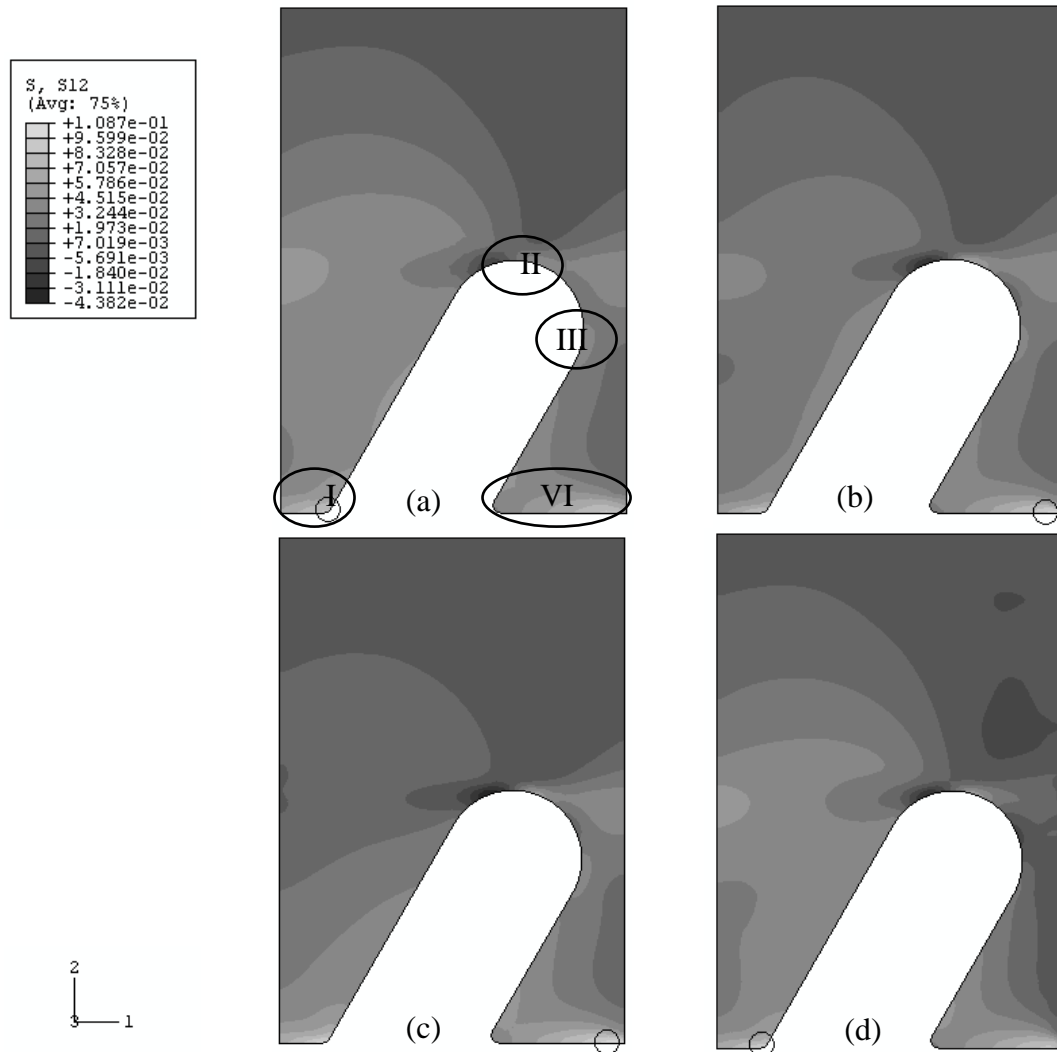 S, S12
(Avg: 75%)
+1.087e-01
+9.599e-02
+8.328e-02
+7.057e-02
+5.786e-02
+4.515e-02
+3.244e-02
+1.973e-02
+7.019e-03
-5.691e-03
-1.840e-02
-3.111e-02
-4.382e-02
II
III
I
(a)
VI
(b)
2
3
1
(c)
(d)